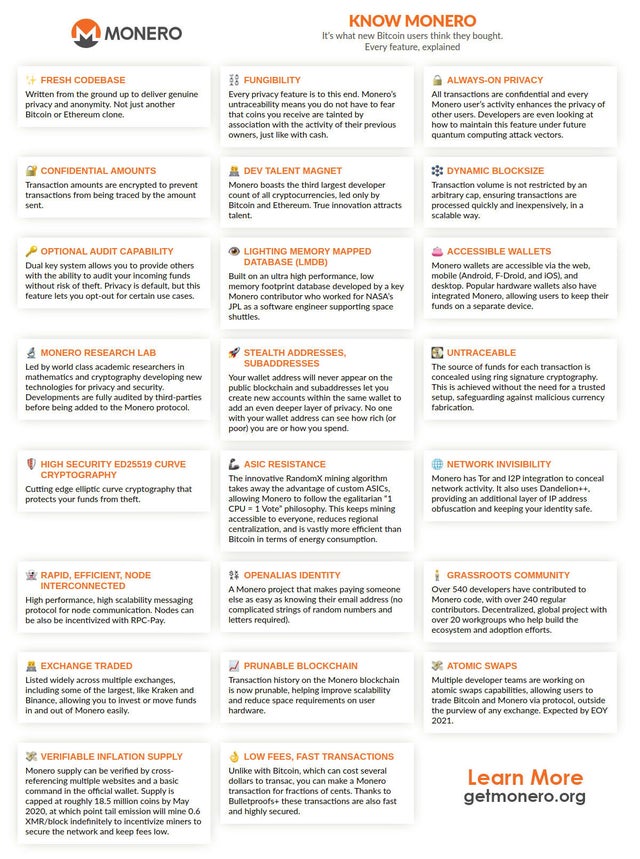 MONERO
KNOW MONERO
It's what new Bitcoin users think they bought.
Every feature, explained
FRESH CODEBASE
Written from the ground up to deliver genuine
privacy and anonymity. Not just another
Bitcoin or Ethereum clone.
FUNGIBILITY
Every privacy feature is to this end. Monero's
untraceability means you do not have to fear
that coins you receive are tainted by
association with the activity of their previous
owners, just like with cash.
ALWAYS-ON PRIVACY
All transactions are confidential and every
Monero user's activity enhances the privacy of
other users. Developers are even looking at
how to maintain this feature under future
quantum computing attack vectors.
CONFIDENTIAL AMOUNTS
Transaction amounts are encrypted to prevent
transactions from being traced by the amount
sent.
DEV TALENT MAGNET
Monero boasts the third largest developer
count of all cryptocurrencies, led only by
Bitcoin and Ethereum. True innovation attracts
talent.
DYNAMIC BLOCKSIZE
Transaction volume is not restricted by an
arbitrary cap, ensuring transactions are
processed quickly and inexpensively, in a
scalable way.
OPTIONAL AUDIT CAPABILITY
Dual key system allows you to provide others
with the ability to audit your incoming funds
without risk of theft. Privacy is default, but this
feature lets you opt-out for certain use cases.
LIGHTING MEMORY MAPPED
DATABASE (LMDB)
Built on an ultra high performance, low
memory footprint database developed by a key
Monero contributor who worked for NASA's
JPL as a software engineer supporting space
shuttles.
ACCESSIBLE WALLETS
Monero wallets are accessible via the web,
mobile (Android, F-Droid, and iOS), and
desktop. Popular hardware wallets also have
integrated Monero, allowing users to keep their
funds on a separate device.
MONERO RESEARCH LAB
Led by world class academic researchers in
mathematics and cryptography developing new
technologies for privacy and security.
Developments are fully audited by third-parties
before being added to the Monero protocol.
STEALTH ADDRESSES,
SUBADDRESSES
Your wallet address will never appear on the
public blockchain and subaddresses let you
create new accounts within the same wallet to
add an even deeper layer of privacy. No one
with your wallet address can see how rich (or
poor) you are or how you spend.
UNTRACEABLE
The source of funds for each transaction is
concealed using ring signature cryptography.
This is achieved without the need for a trusted
setup, safeguarding against malicious currency
fabrication.
HIGH SECURITY ED25519 CURVE
CRYPTOGRAPHY
Cutting edge elliptic curve cryptography that
protects your funds from theft.
ASIC RESISTANCE
The innovative RandomX mining algorithm
takes away the advantage of custom ASICs,
allowing Monero to follow the egalitarian "1
CPU = 1 Vote" philosophy. This keeps mining
accessible to everyone, reduces regional
centralization, and is vastly more efficient than
Bitcoin in terms of energy consumption.
NETWORK INVISIBILITY
Monero has Tor and I2P integration to conceal
network activity. It also uses Dandelion++,
providing an additional layer of IP address
obfuscation and keeping your identity safe.
RAPID, EFFICIENT, NODE
INTERCONNECTED
High performance, high scalability messaging
protocol for node communication. Nodes can
be also be incentivized with RPC-Pay.
OPENALIAS IDENTITY
A Monero project that makes paying someone
else as easy as knowing their email address (no
complicated strings of random numbers and
letters required).
GRASSROOTS COMMUNITY
Over 540 developers have contributed to
Monero code, with over 240 regular
contributors. Decentralized, global project with
over 20 workgroups who help build the
ecosystem and adoption efforts.
EXCHANGE TRADED
Listed widely across multiple exchanges,
including some of the largest, like Kraken and
Binance, allowing you to invest or move funds
in and out of Monero easily.
PRUNABLE BLOCKCHAIN
Transaction history on the Monero blockchain
is now prunable, helping improve scalability
and reduce space requirements on user
hardware.
ATOMIC SWAPS
Multiple developer teams are working on
atomic swaps capabilities, allowing users to
trade Bitcoin and Monero via protocol, outside
the purview of any exchange. Expected by EOY
2021.
VERIFIABLE INFLATION SUPPLY
Monero supply can be verified by cross-
referencing multiple websites and a basic
command in the official wallet. Supply is
capped at roughly 18.5 million coins by May
2020, at which point tail emission will mine 0.6
XMR/block indefinitely to incentivize miners to
secure the network and keep fees low.
LOW FEES, FAST TRANSACTIONS
Unlike with Bitcoin, which can cost several
dollars to transac, you can make a Monero
transaction for fractions of cents. Thanks to
Bulletproofs+ these transactions are also fast
and highly secured.
Learn More
getmonero.org